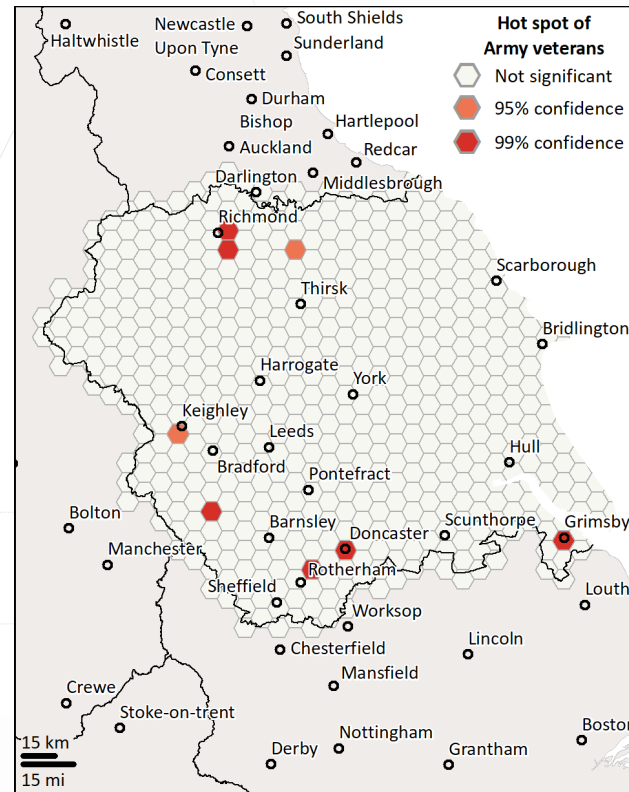 Haltwhistle
Newcastle
Upon Tyne
South Shields
Sunderland
Consett
Durham
Bishop
Auckland
Hartlepool
Redcar
Darlington
Middlesbrough
Hot spot of
Army veterans
Not significant
95% confidence
99% confidence
Richmond
Scarborough
Thirsk
Bridlington
Harrogate
York
Keighley
Leeds
Bradford
Hull
Pontefract
Bolton
Barnsley
Doncaster
Scunthorpe
Grimsby
Manchester
Rotherham
Sheffield
Louth
Worksop
Chesterfield
Lincoln
Mansfield
Crewe
Stoke-on-trent
Nottingham
Boston
Derby
Grantham
15 km
15 mi